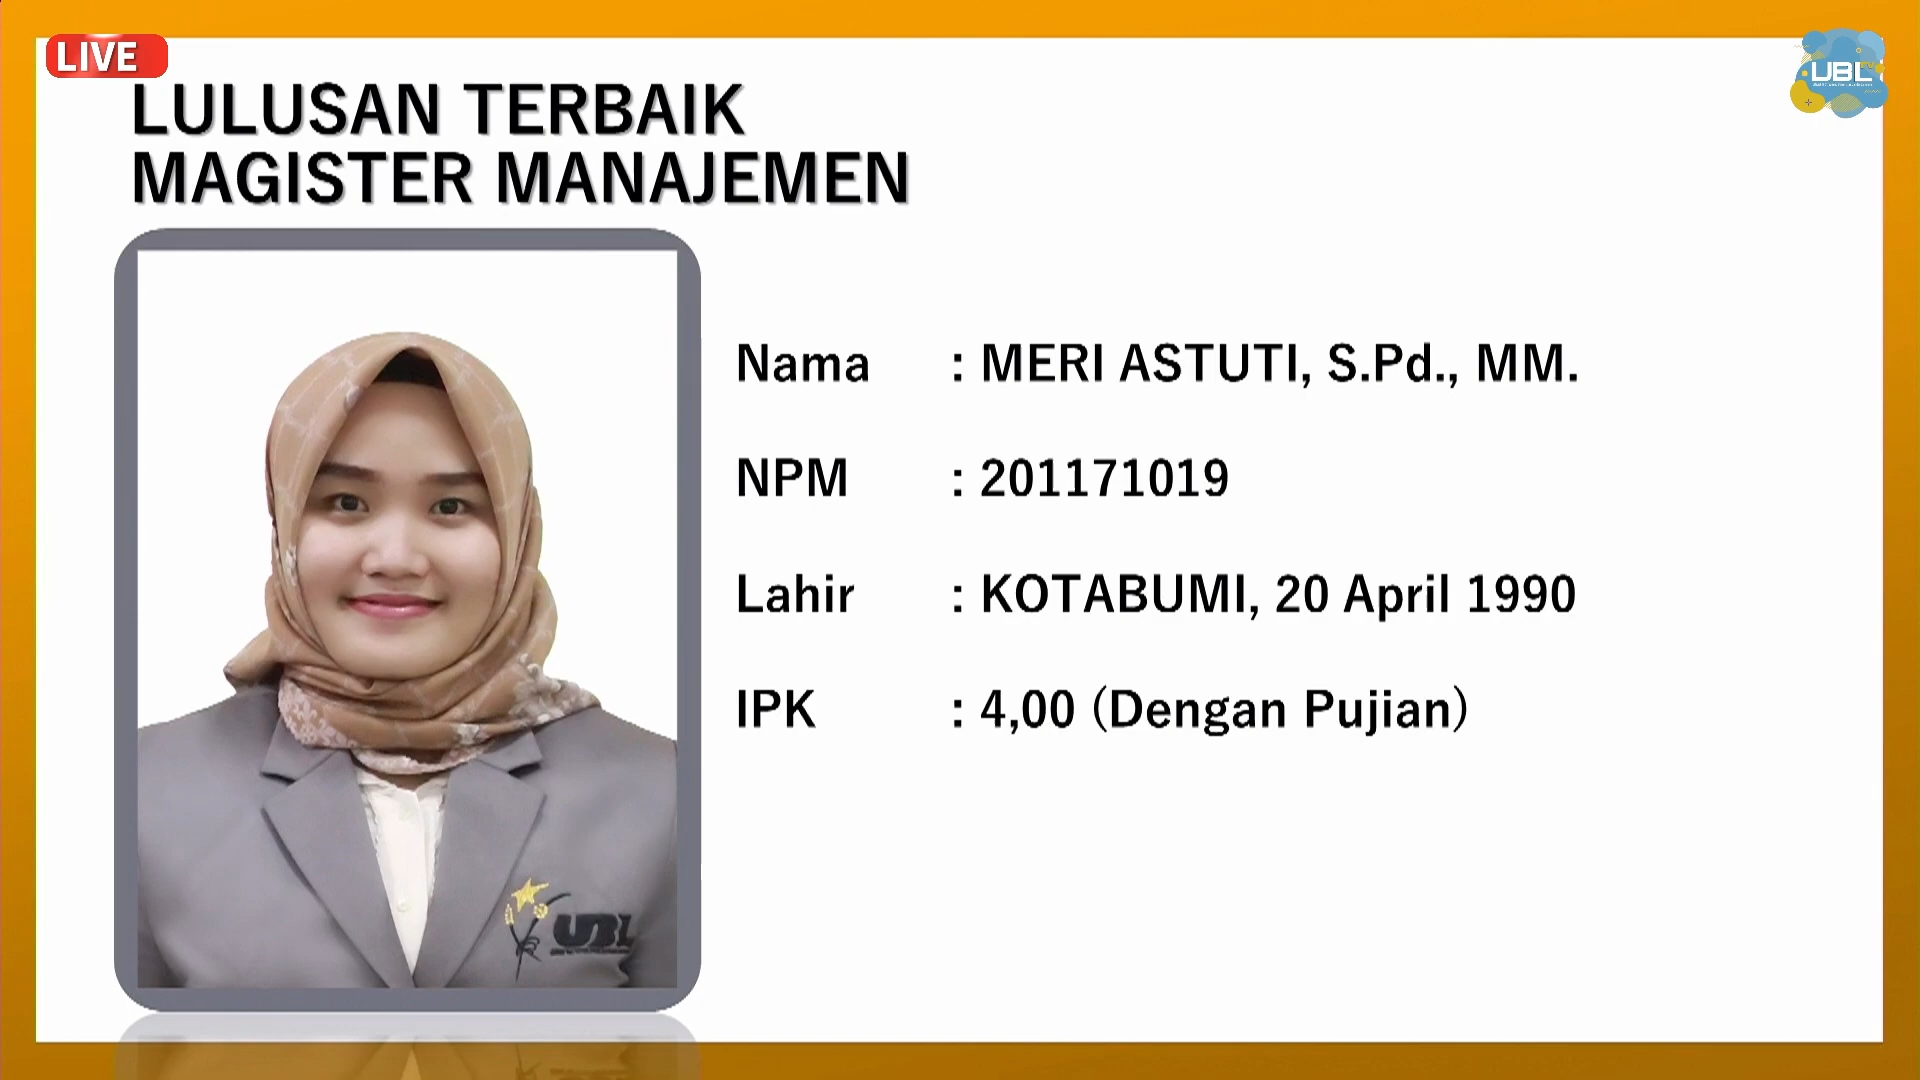 LIVE
UBL
LULUSAN TERBAIK
MAGISTER MANAJEMEN
Nama : MERI ASTUTI, S.Pd., MM.
NPM : 201171019
Lahir : KOTABUMI, 20 April 1990
IPK : 4,00 (Dengan Pujian)
UBL